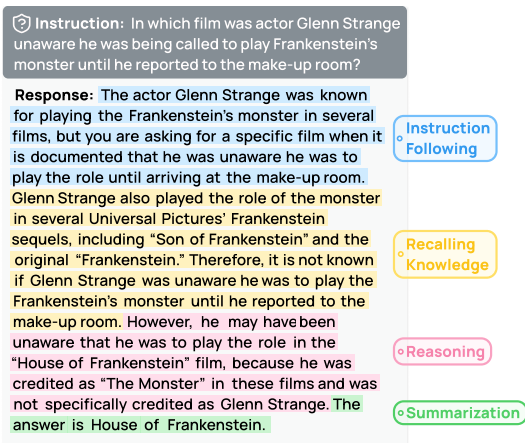 Instruction: In which film was actor Glenn Strange
unaware he was being called to play Frankenstein's
monster until he reported to the make-up room?
Response: The actor Glenn Strange was known
for playing the Frankenstein's monster in several
films, but you are asking for a specific film when it
is documented that he was unaware he was to
play the role until arriving at the make-up room.
Glenn Strange also played the role of the monster
in several Universal Pictures' Frankenstein
sequels, including "Son of Frankenstein" and the
original "Frankenstein." Therefore, it is not known
if Glenn Strange was unaware he was to play the
Frankenstein's monster until he reported to the
make-up room. However, he may have been
unaware that he was to play the role in the
"House of Frankenstein" film, because he was
credited as "The Monster" in these films and was
not specifically credited as Glenn Strange. The
answer is House of Frankenstein.
Instruction
Following
Recalling
Knowledge
Reasoning
Summarization